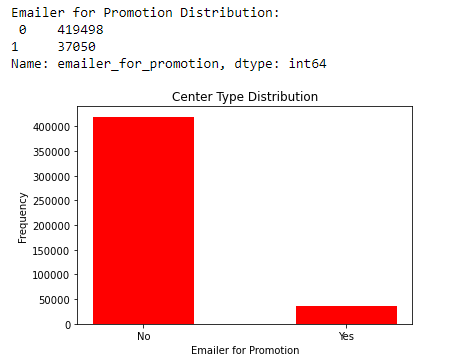 Emailer for Promotion Distribution:
0 419498
1 37050
Name: emailer_for_promotion, dtype: int64
Center Type Distribution
400000
350000
300000
250000
200000
150000
100000
50000
0
Frequency
No Yes
Emailer for Promotion